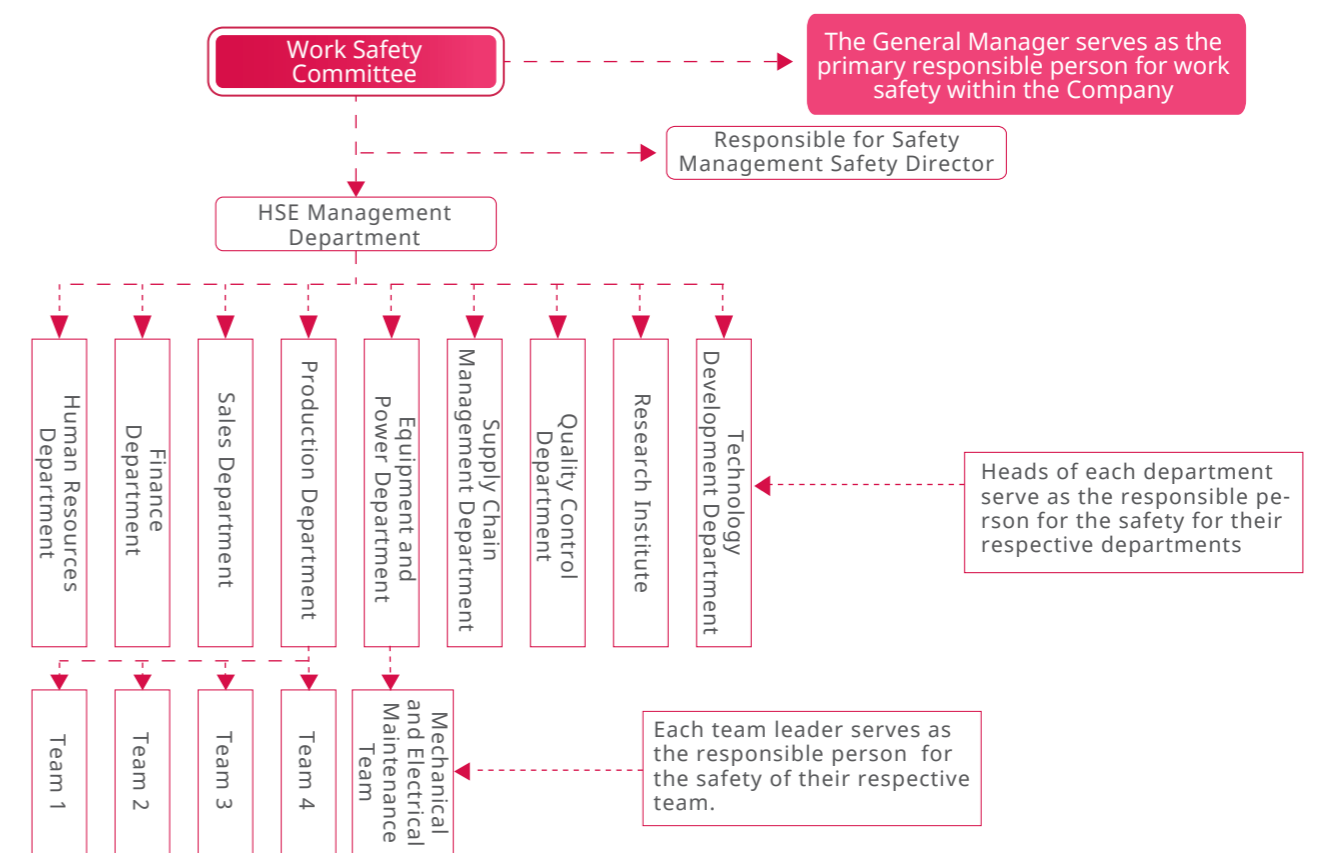 Work Safety
Committee
The General Manager serves as the
primary responsible person for work
safety within the Company
Responsible for Safety
Management Safety Director
HSE Management
Department
Human Resources
Department
Finance
Department
Sales Department
Production Department
Equipment and
Power Department
Supply Chain
Management Department
Quality Control
Department
Research Institute
Technology
Development Department
Heads of each department
serve as the responsible pe-
rson for the safety for their
respective departments
Team 1
Team 2
Team 3
Team 4
Mechanical
and Electrical
Maintenance
Team
Each team leader serves as
the responsible person for
the safety of their respective
team.